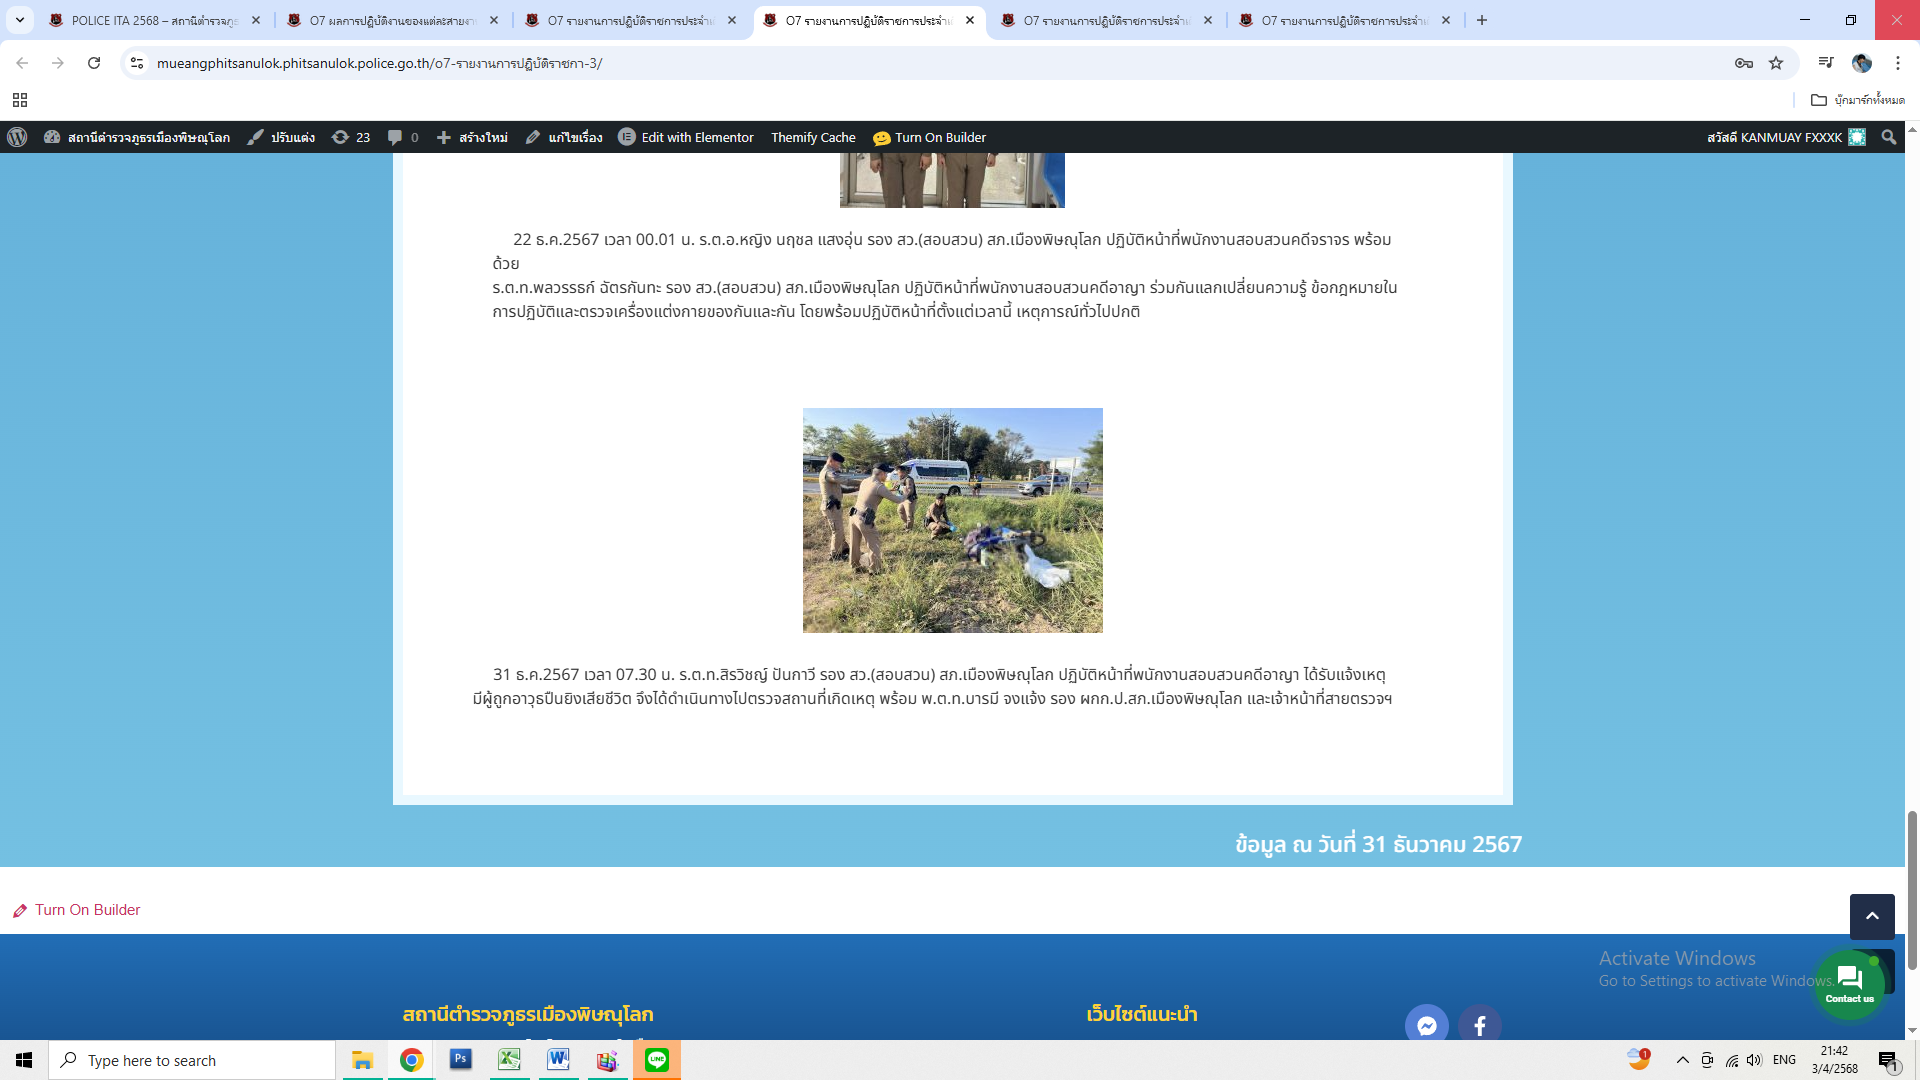 POLICE ITA 2568 – สถานีตำรวจภูธร
O7 ผลการปฏิบัติงานของแต่ละสายงาน
O7 รายงานการปฏิบัติราชการประจำ
O7 รายงานการปฏิบัติราชการประจำ
O7 รายงานการปฏิบัติราชการประจำ
O7 รายงานการปฏิบัติราชการประจำ
mueangphitsanulok.phitsanulok.police.go.th/o7-รายงานการปฏิบัติราชกา-3/
บุ๊กมาร์กทั้งหมด
สถานีตำรวจภูธรเมืองพิษณุโลก ปรับแต่ง 23 0 สร้างใหม่ แก้ไขเรื่อง Edit with Elementor Themify Cache Turn On Builder สวัสดี KANMUAY FXXXK
22 ธ.ค.2567 เวลา 00.01 น. ร.ต.อ.หญิง นฤชล แสงอุ่น รอง สว.(สอบสวน) สภ.เมืองพิษณุโลก ปฏิบัติหน้าที่พนักงานสอบสวนคดีจราจร พร้อม
ด้วย
ร.ต.ท.พลวรรธก์ ฉัตรกันทะ รอง สว.(สอบสวน) สภ.เมืองพิษณุโลก ปฏิบัติหน้าที่พนักงานสอบสวนคดีอาญา ร่วมกันแลกเปลี่ยนความรู้ ข้อกฎหมายใน
การปฏิบัติและตรวจเครื่องแต่งกายของกันและกัน โดยพร้อมปฏิบัติหน้าที่ตั้งแต่เวลานี้ เหตุการณ์ทั่วไปปกติ
31 ธ.ค.2567 เวลา 07.30 น. ร.ต.ท.สิรวิชญ์ ปันกาวี รอง สว.(สอบสวน) สภ.เมืองพิษณุโลก ปฏิบัติหน้าที่พนักงานสอบสวนคดีอาญา ได้รับแจ้งเหตุ
มีผู้ถูกอาวุธปืนยิงเสียชีวิต จึงได้ดำเนินทางไปตรวจสถานที่เกิดเหตุ พร้อม พ.ต.ท.บารมี จงแจ้ง รอง ผกก.ป.สภ.เมืองพิษณุโลก และเจ้าหน้าที่สายตรวจฯ
ข้อมูล ณ วันที่ 31 ธันวาคม 2567
Turn On Builder
Activate Windows
Go to Settings to activate Windows.
Contact us
สถานีตำรวจภูธรเมืองพิษณุโลก
เว็บไซต์แนะนำ
Type here to search
Ps
LINE
1
ENG
21:42
3/4/2568
1